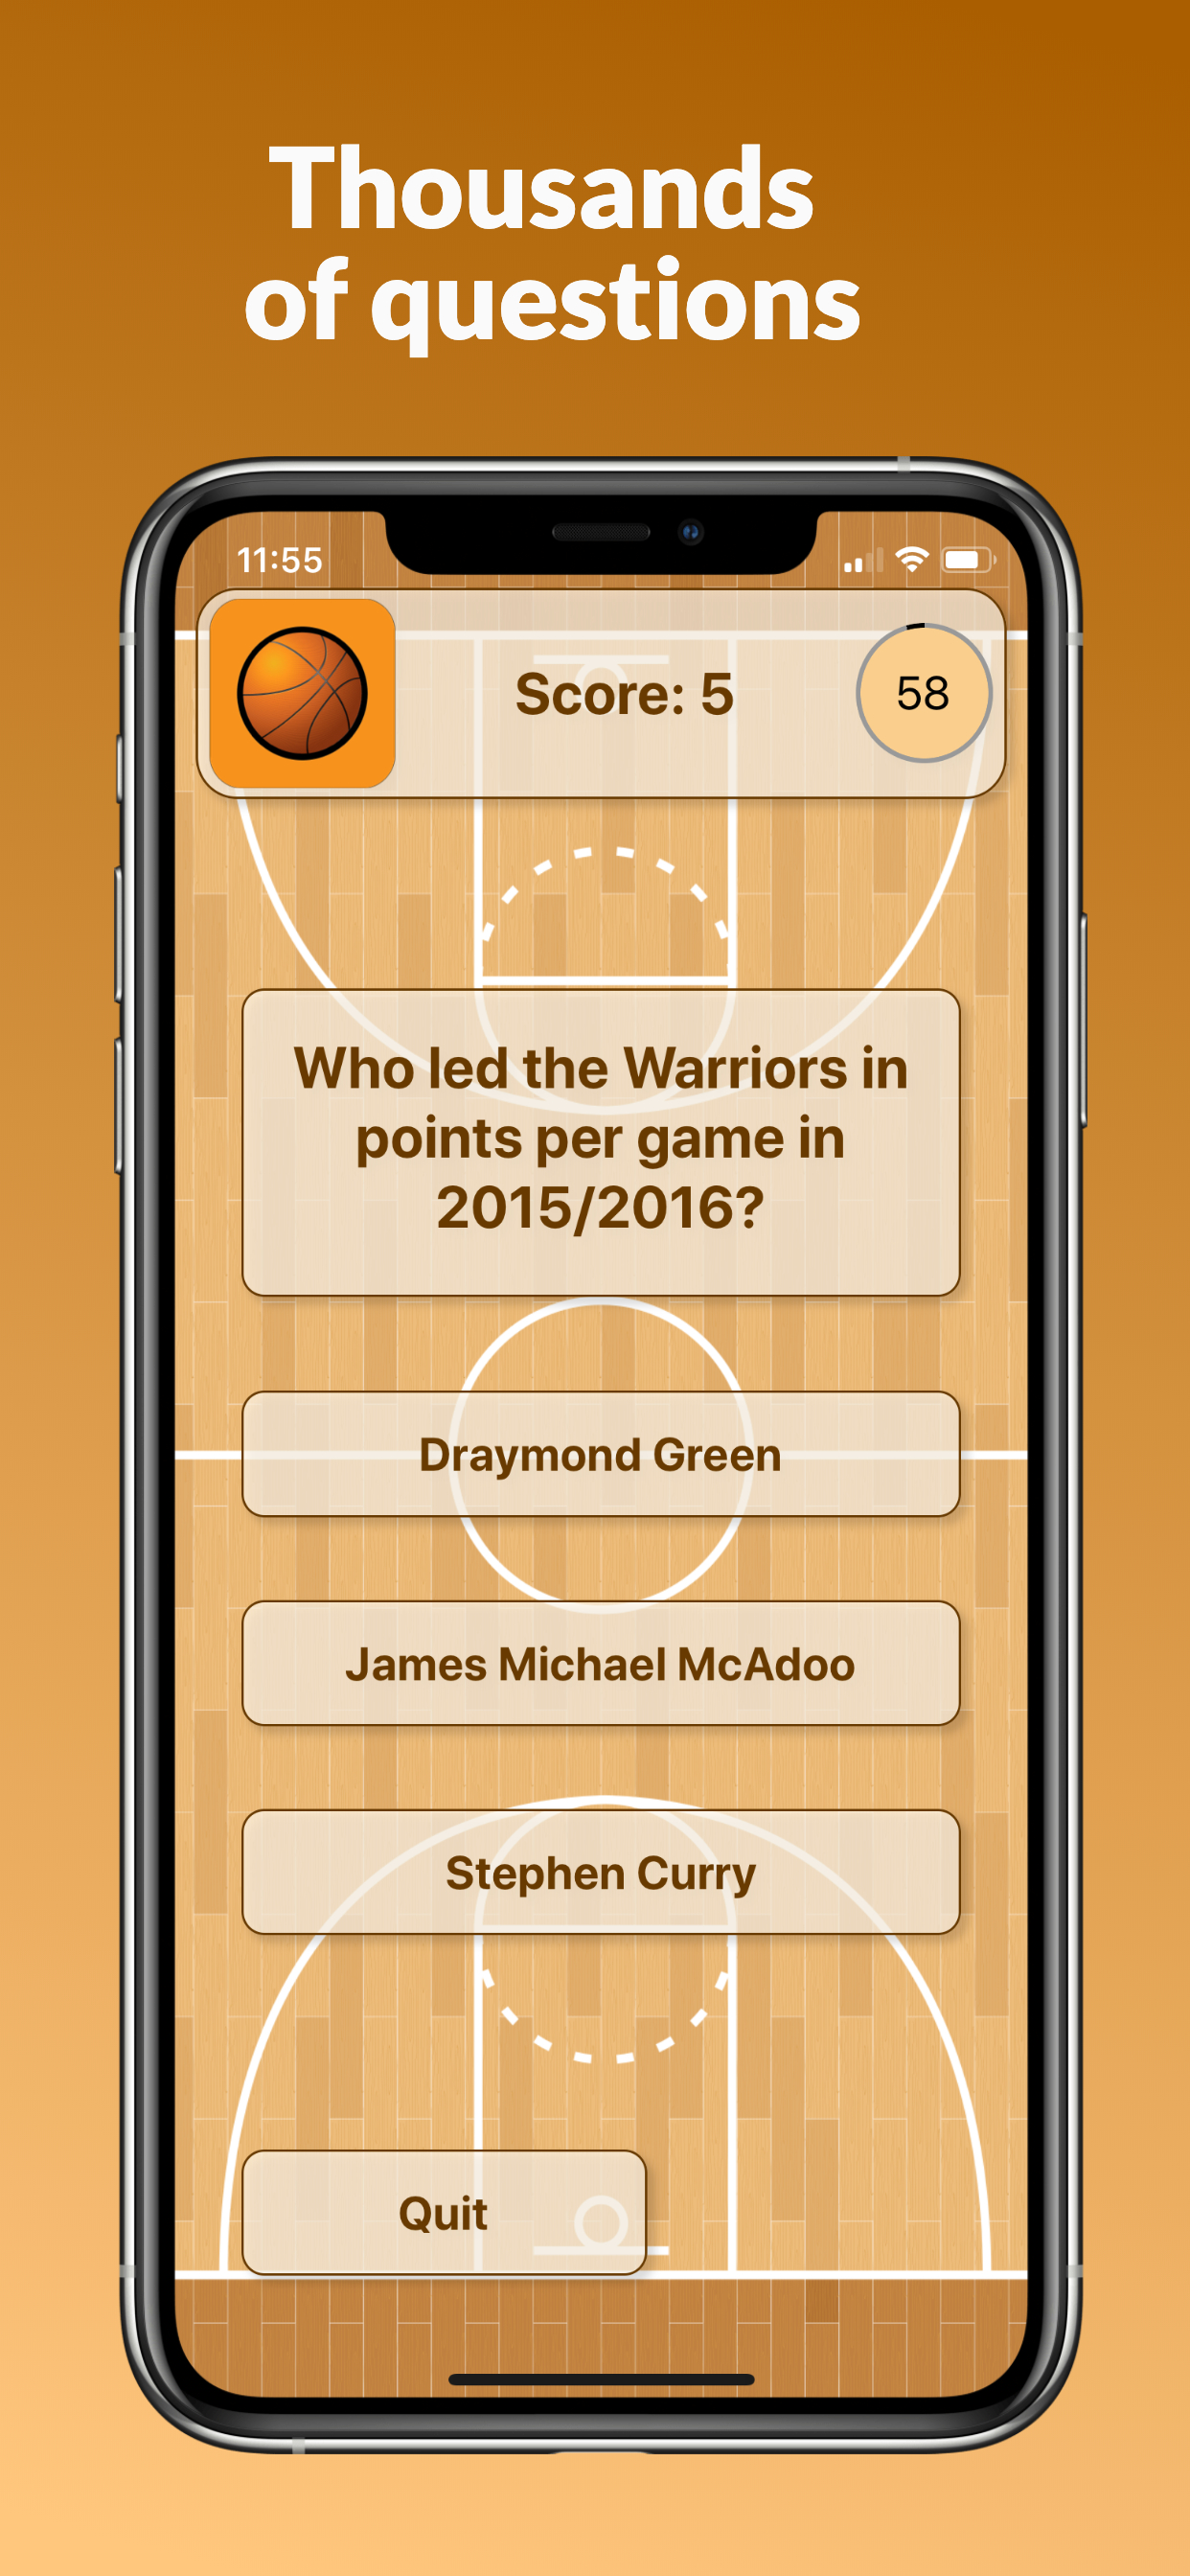 Thousands
of questions
11:55
Score: 5
58
Who led the Warriors in
points per game in
2015/2016?
Draymond Green
James Michael McAdoo
Stephen Curry
Quit